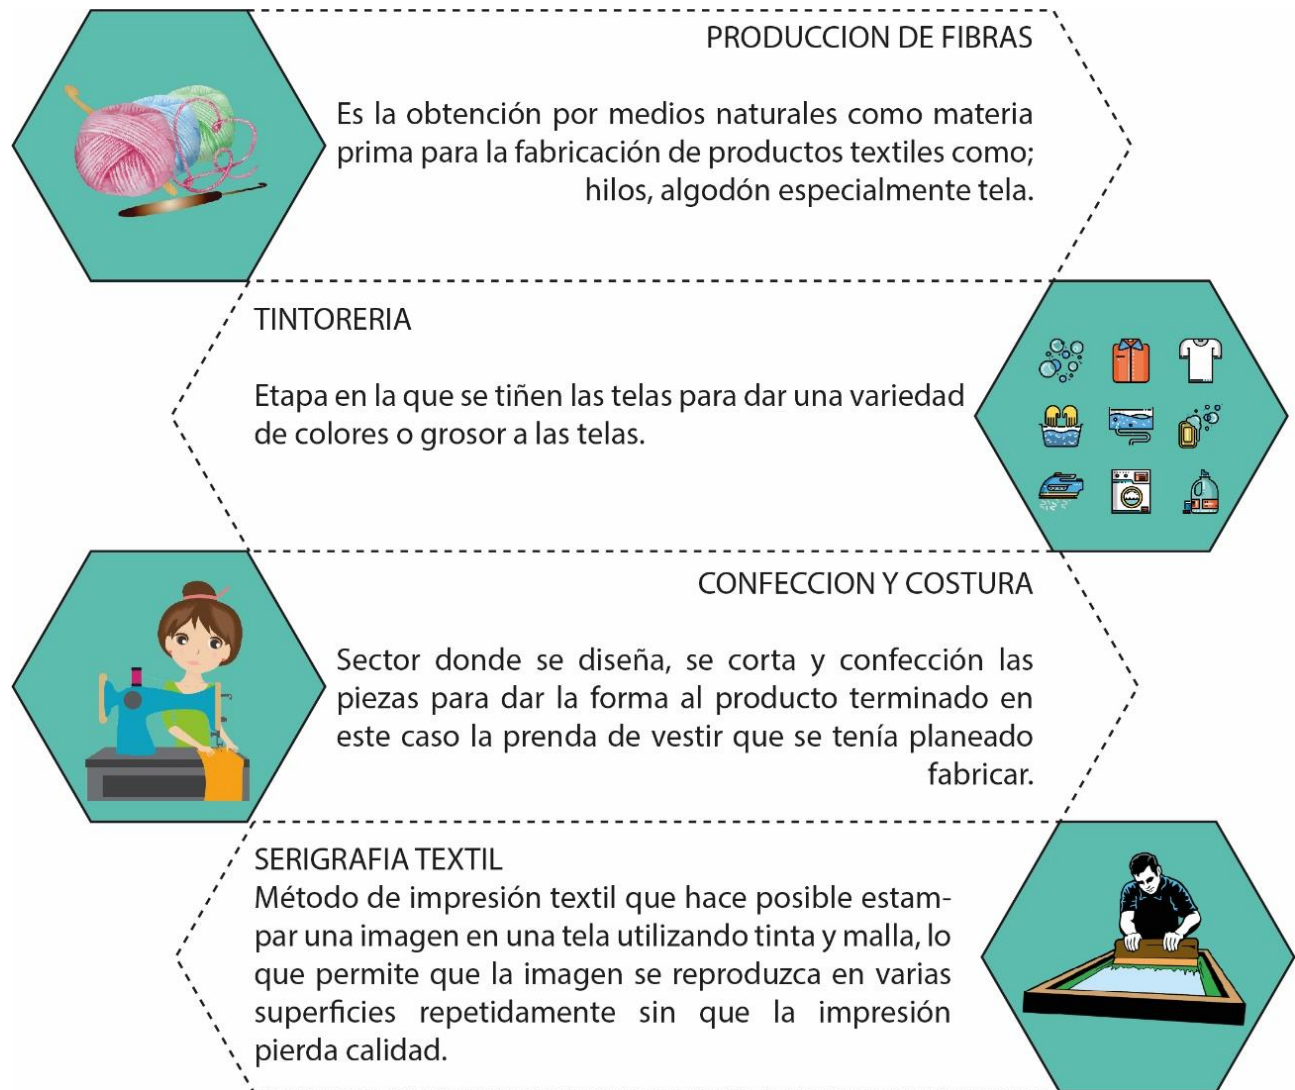 PRODUCCION DE FIBRAS
Es la obtención por medios naturales como materia
prima para la fabricación de productos textiles como;
hilos, algodón especialmente tela.
TINTORERIA
Etapa en la que se tiñen las telas para dar una variedad
de colores o grosor a las telas.
CONFECCION Y COSTURA
Sector donde se diseña, se corta y confección las
piezas para dar la forma al producto terminado en
este caso la prenda de vestir que se tenía planeado
fabricar.
SERIGRAFIA TEXTIL
Método de impresión textil que hace posible estam-
par una imagen en una tela utilizando tinta y malla, lo
que permite que la imagen se reproduzca en varias
superficies repetidamente sin que la impresión
pierda calidad.